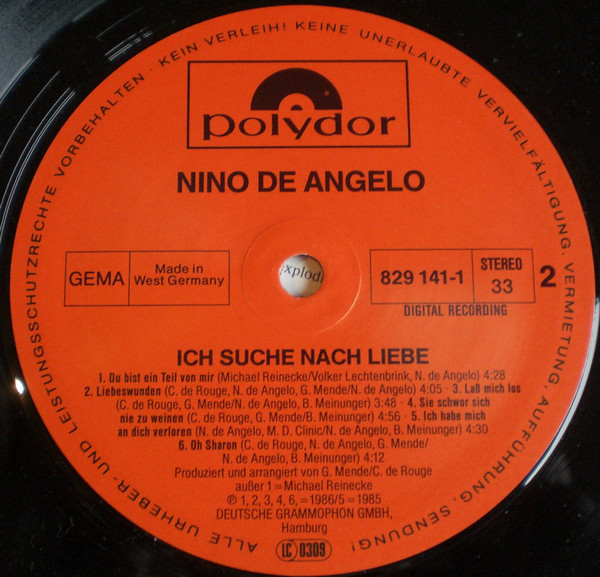 ALLE URHEBER- UND LEISTUNGSSCHUTZRECHTE VORBEHALTEN · KEIN VERLEIH! KEINE UNERLAUBTE VERVIELFÄLTIGUNG, VERMIETUNG, AUFFÜHRUNG, SENDUNG!
polydor
NINO DE ANGELO
GEMA
Made in
West Germany
xplodi
829 141-1
STEREO
33
2
DIGITAL RECORDING
ICH SUCHE NACH LIEBE
1. Du bist ein Teil von mir (Michael Reinecke/Volker Lechtenbrink, N. de Angelo) 4:28
2. Liebeswunden (C. de Rouge, N. de Angelo, G. Mende/N. de Angelo) 4:05 · 3. Laß mich los
(C. de Rouge, G. Mende/N. de Angelo, B. Meinunger) 3:48 · 4. Sie schwor sich
nie zu weinen (C. de Rouge, G. Mende/B. Meinunger) 4:56 · 5. Ich habe mich
an dich verloren (N. de Angelo, M. D. Clinic/N. de Angelo, B. Meinunger) 4:30
6. Oh Sharon (C. de Rouge, N. de Angelo, G. Mende/
N. de Angelo, B. Meinunger) 4:12
Produziert und arrangiert von G. Mende/C. de Rouge
außer 1 = Michael Reinecke
℗ 1, 2, 3, 4, 6, = 1986/5 = 1985
DEUTSCHE GRAMMOPHON GMBH,
Hamburg
LC 0309